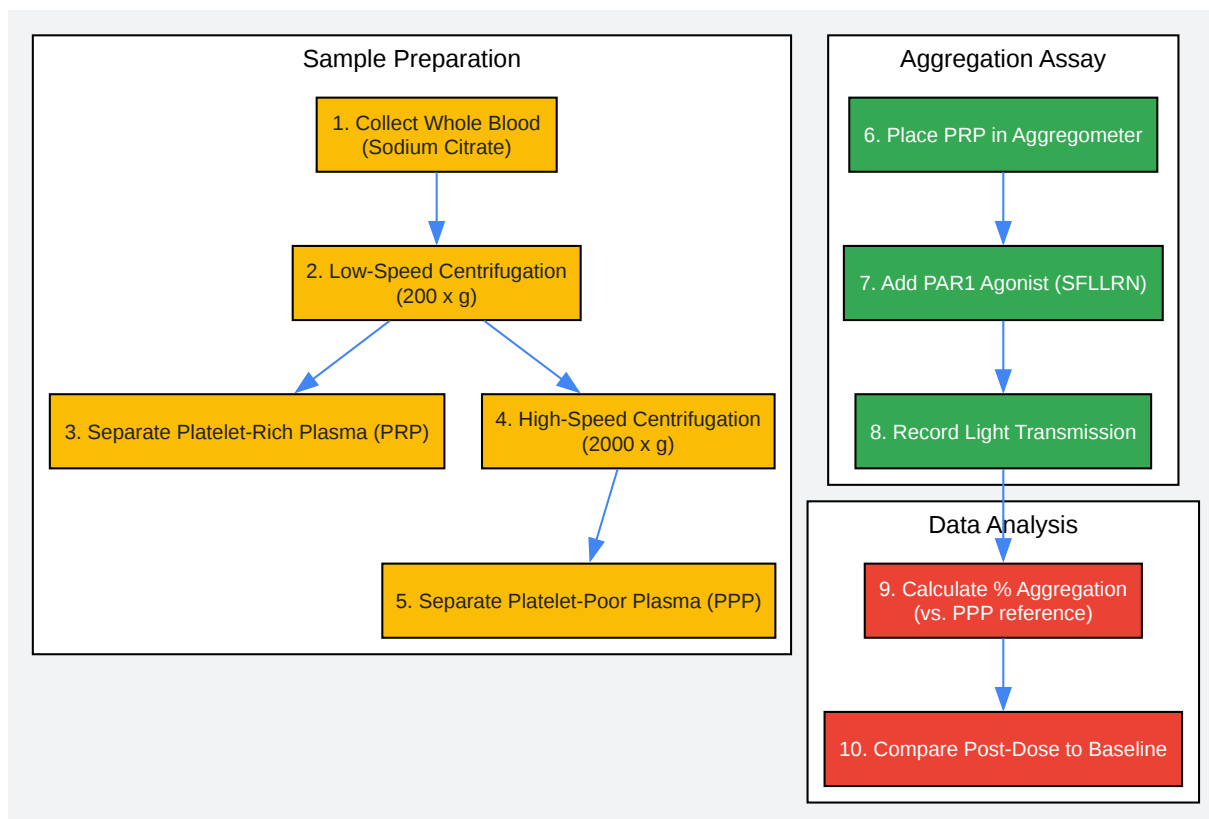 Sample Preparation
1. Collect Whole Blood
(Sodium Citrate)
2. Low-Speed Centrifugation
(200 x g)
3. Separate Platelet-Rich Plasma (PRP)
4. High-Speed Centrifugation
(2000 x g)
5. Separate Platelet-Poor Plasma (PPP)
Aggregation Assay
6. Place PRP in Aggregometer
7. Add PAR1 Agonist (SFLLRN)
8. Record Light Transmission
Data Analysis
9. Calculate % Aggregation
(vs. PPP reference)
10. Compare Post-Dose to Baseline